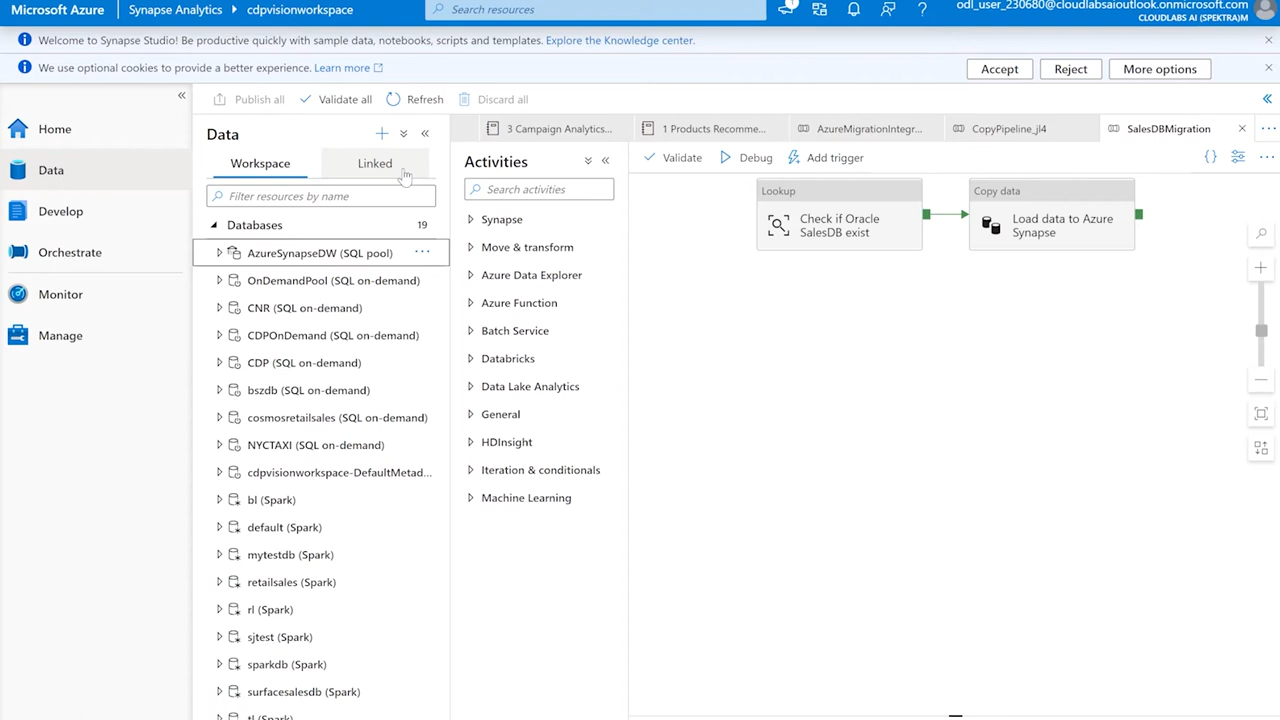 Microsoft Azure
Synapse Analytics
cdpvisionworkspace
Search resources
odl_user_230680@cloudlabsaioutlook.onmicrosoft.com
CLOUDLABS AI (SPEKTRA)M
Welcome to Synapse Studio! Be productive quickly with sample data, notebooks, scripts and templates. Explore the Knowledge center.
We use optional cookies to provide a better experience. Learn more
Accept
Reject
More options
Home
Data
Develop
Orchestrate
Monitor
Manage
Publish all
Validate all
Refresh
Discard all
Data
Workspace
Linked
Filter resources by name
Databases 19
AzureSynapseDW (SQL pool)
OnDemandPool (SQL on-demand)
CNR (SQL on-demand)
CDPOnDemand (SQL on-demand)
CDP (SQL on-demand)
bszdb (SQL on-demand)
cosmosretailsales (SQL on-demand)
NYCTAXI (SQL on-demand)
cdpvisionworkspace-DefaultMetad...
bl (Spark)
default (Spark)
mytestdb (Spark)
retailsales (Spark)
rl (Spark)
sjtest (Spark)
sparkdb (Spark)
surfacesalesdb (Spark)
3 Campaign Analytics...
1 Products Recomme...
AzureMigrationIntegr...
CopyPipeline_jl4
SalesDBMigration
Activities
Search activities
Synapse
Move & transform
Azure Data Explorer
Azure Function
Batch Service
Databricks
Data Lake Analytics
General
HDInsight
Iteration & conditionals
Machine Learning
Validate
Debug
Add trigger
Lookup
Check if Oracle
SalesDB exist
Copy data
Load data to Azure
Synapse